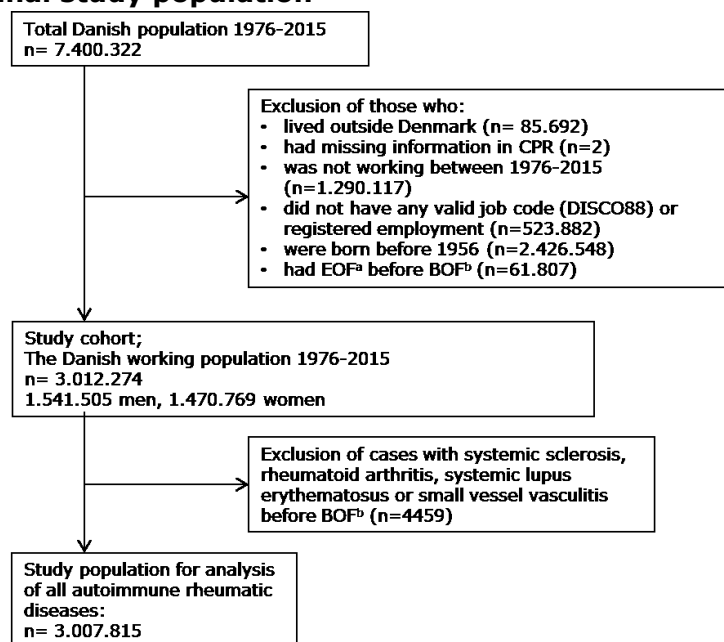 study population
Total Danish population 1976-2015
n= 7.400.322
Exclusion of those who:
• lived outside Denmark (n= 85.692)
• had missing information in CPR (n=2)
• was not working between 1976-2015
(n=1.290.117)
• did not have any valid job code (DISCO88) or
registered employment (n=523.882)
• were born before 1956 (n=2.426.548)
• had EOFᵃ before BOFᵇ (n=61.807)
Study cohort;
The Danish working population 1976-2015
n= 3.012.274
1.541.505 men, 1.470.769 women
Exclusion of cases with systemic sclerosis,
rheumatoid arthritis, systemic lupus
erythematosus or small vessel vasculitis
before BOFᵇ (n=4459)
Study population for analysis
of all autoimmune rheumatic
diseases:
n= 3.007.815